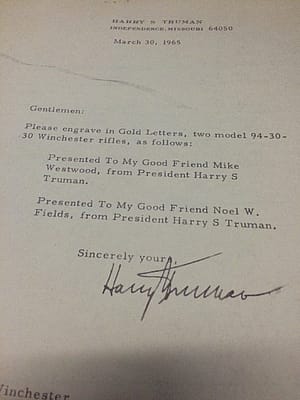 HARRY S TRUMAN
INDEPENDENCE, MISSOURI 64050
March 30, 1965
Gentlemen:
Please engrave in Gold Letters, two model 94-30-
30 Winchester rifles, as follows:
Presented To My Good Friend Mike
Westwood, from President Harry S
Truman.
Presented To My Good Friend Noel W.
Fields, from President Harry S Truman.
Sincerely your
Harry Truman
Winchester